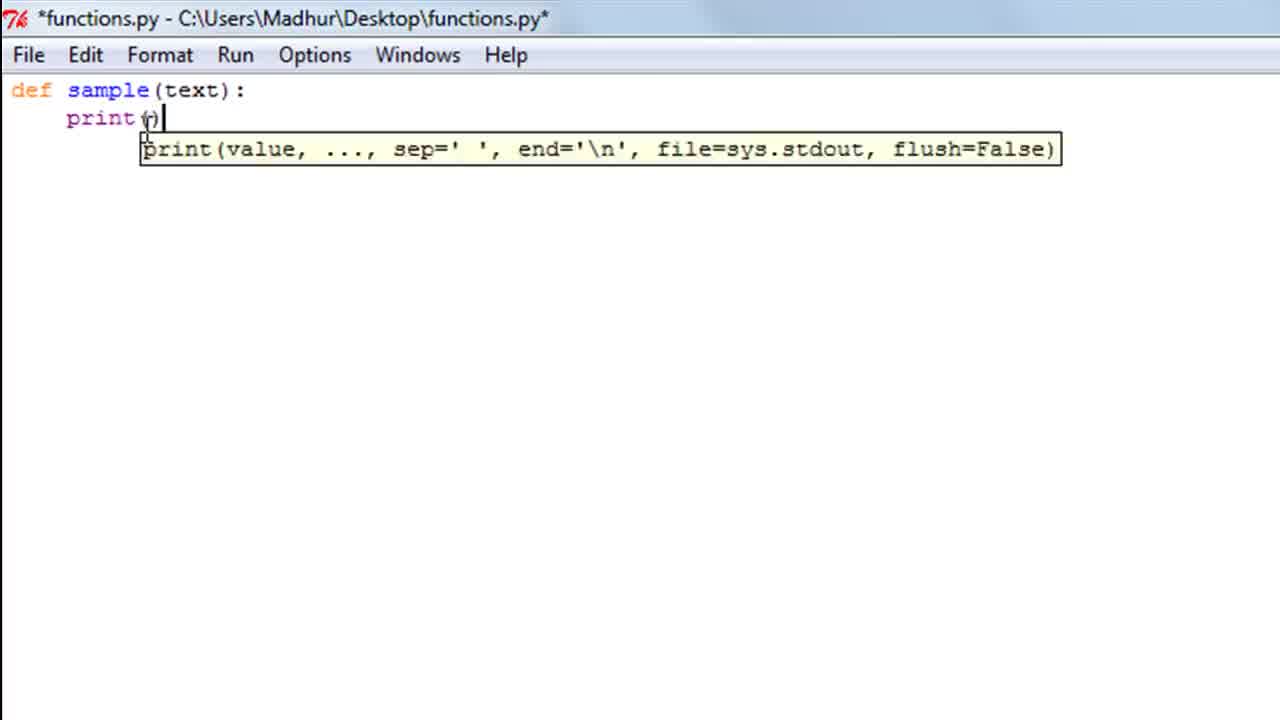 *functions.py - C:\Users\Madhur\Desktop\functions.py*
File Edit Format Run Options Windows Help
def sample(text):
print()
print(value, ..., sep=' ', end='\n', file=sys.stdout, flush=False)